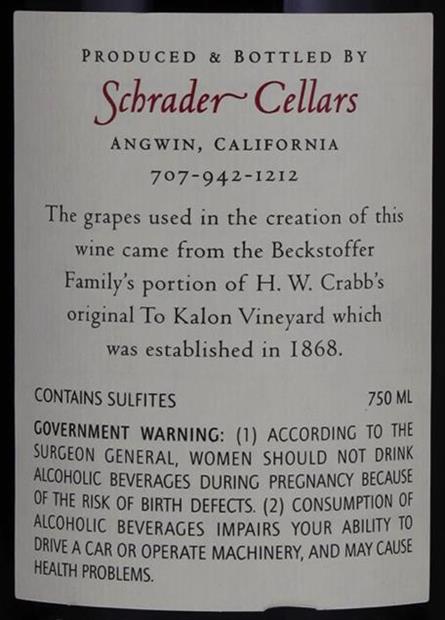 PRODUCED & BOTTLED BY
Schrader Cellars
ANGWIN, CALIFORNIA
707-942-1212
The grapes used in the creation of this
wine came from the Beckstoffer
Family's portion of H. W. Crabb's
original To Kalon Vineyard which
was established in 1868.
CONTAINS SULFITES 750 ML
GOVERNMENT WARNING: (1) ACCORDING TO THE
SURGEON GENERAL, WOMEN SHOULD NOT DRINK
ALCOHOLIC BEVERAGES DURING PREGNANCY BECAUSE
OF THE RISK OF BIRTH DEFECTS. (2) CONSUMPTION OF
ALCOHOLIC BEVERAGES IMPAIRS YOUR ABILITY TO
DRIVE A CAR OR OPERATE MACHINERY, AND MAY CAUSE
HEALTH PROBLEMS.